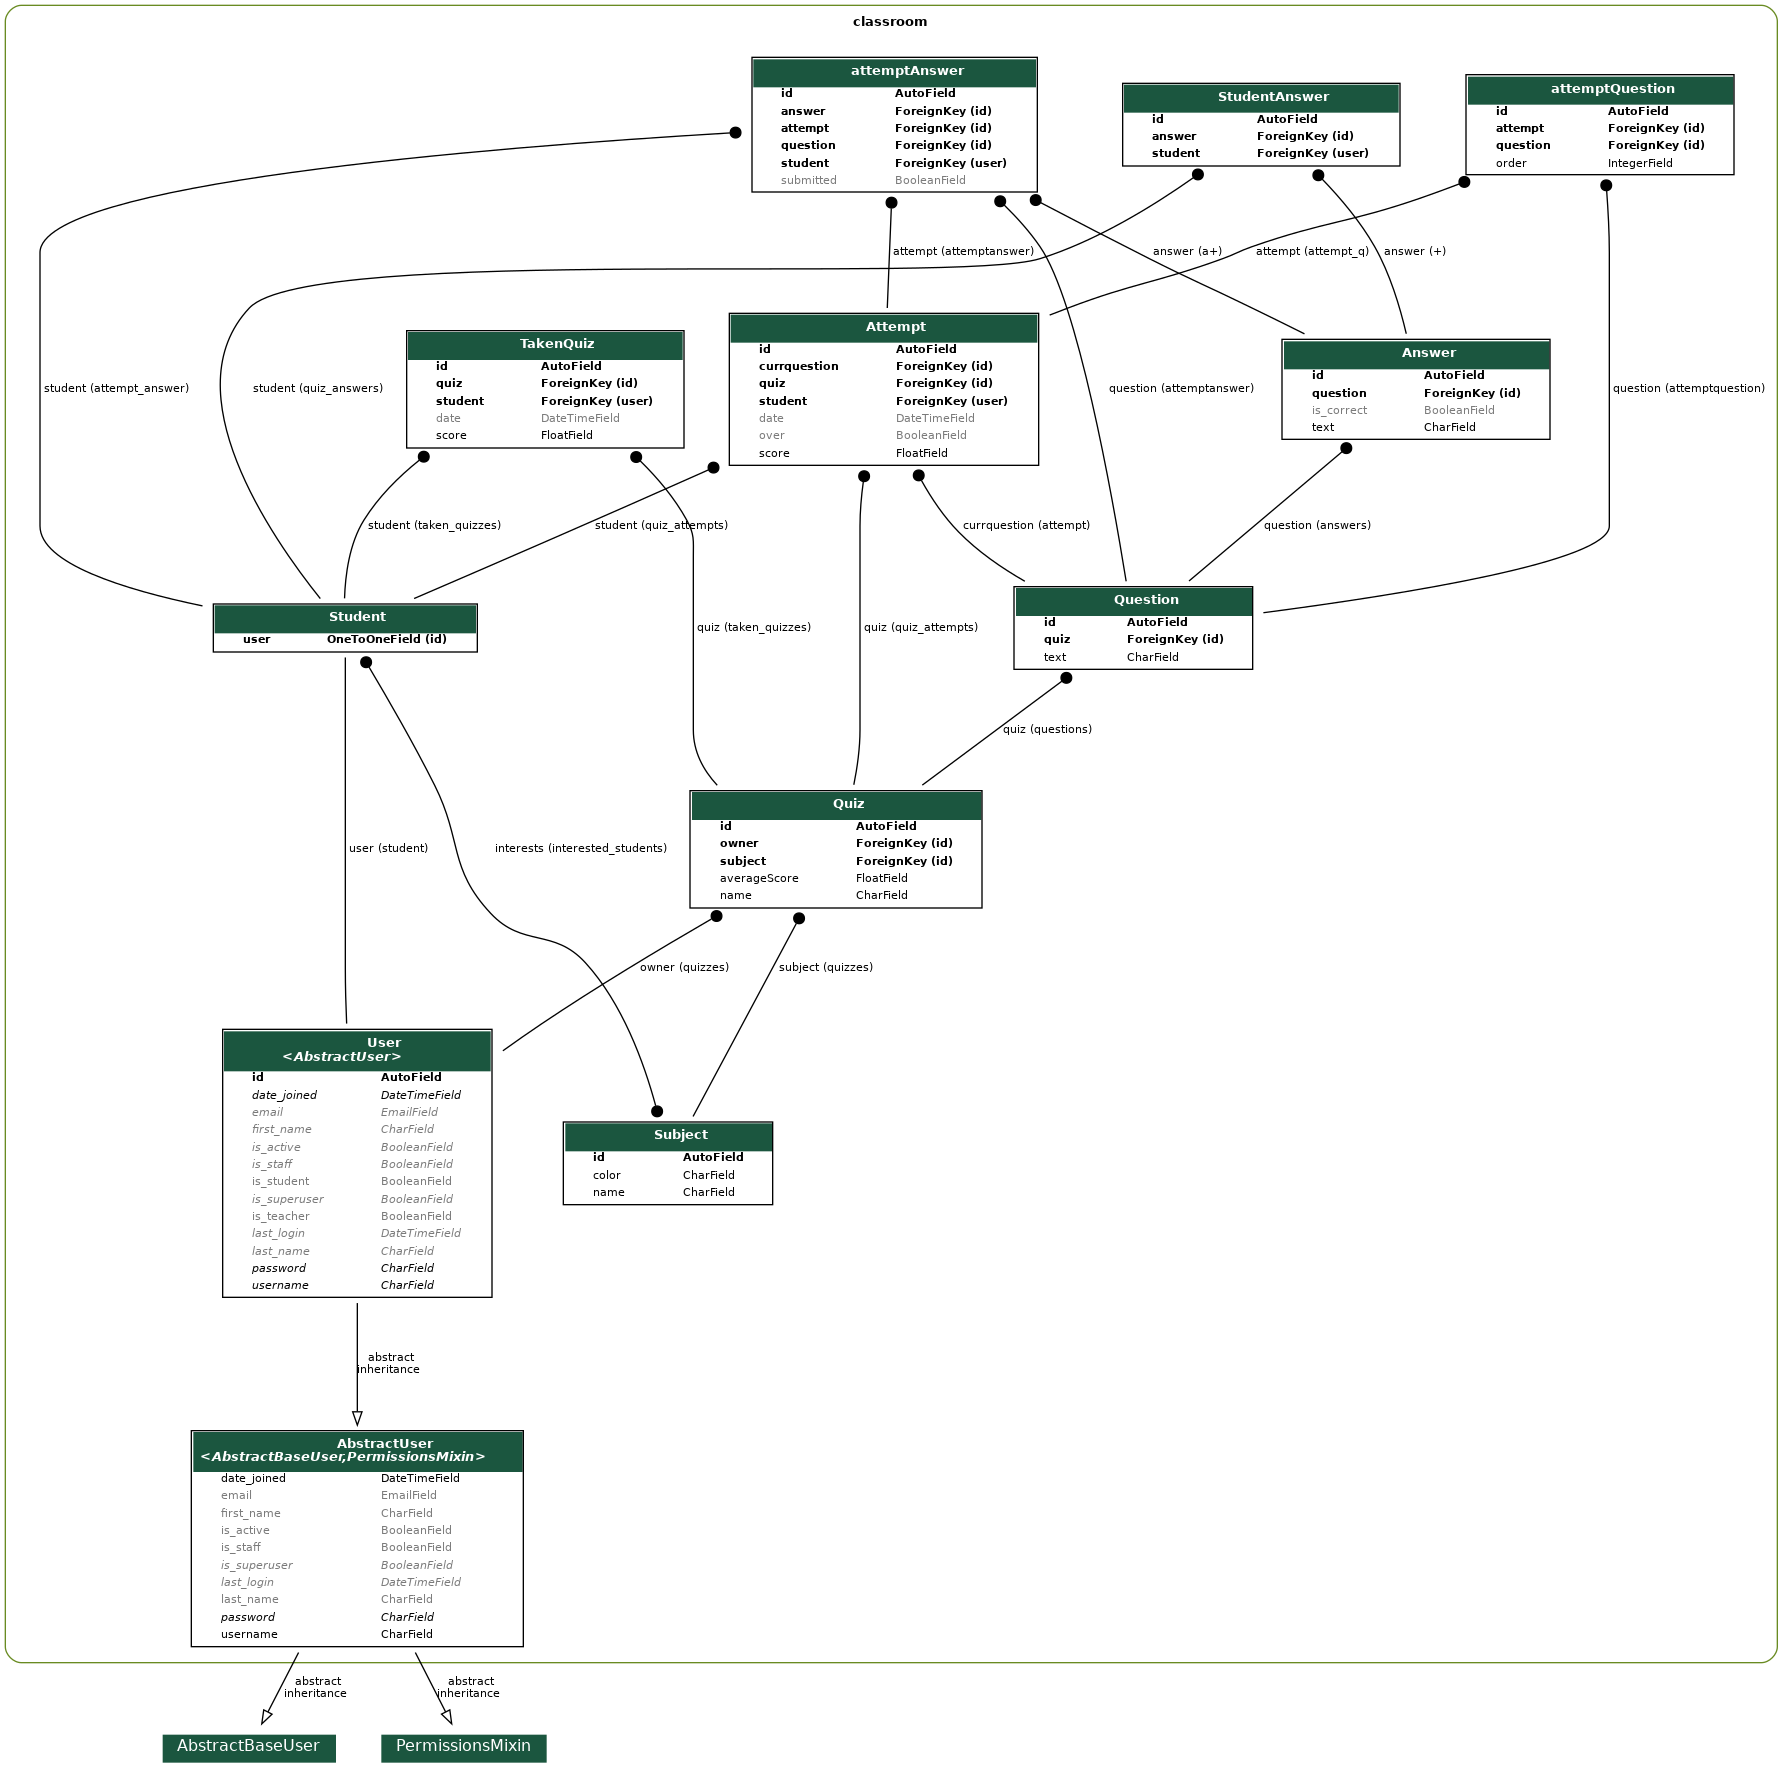 classroom
attemptAnswer
id AutoField
answer ForeignKey (id)
attempt ForeignKey (id)
question ForeignKey (id)
student ForeignKey (user)
submitted BooleanField
StudentAnswer
id AutoField
answer ForeignKey (id)
student ForeignKey (user)
attemptQuestion
id AutoField
attempt ForeignKey (id)
question ForeignKey (id)
order IntegerField
attempt (attemptanswer)
answer (a+)
attempt (attempt_q)
answer (+)
TakenQuiz
id AutoField
quiz ForeignKey (id)
student ForeignKey (user)
date DateTimeField
score FloatField
Attempt
id AutoField
currquestion ForeignKey (id)
quiz ForeignKey (id)
student ForeignKey (user)
date DateTimeField
over BooleanField
score FloatField
Answer
id AutoField
question ForeignKey (id)
is_correct BooleanField
text CharField
student (attempt_answer)
student (quiz_answers)
question (attemptanswer)
question (attemptquestion)
student (taken_quizzes)
student (quiz_attempts)
currquestion (attempt)
question (answers)
Student
user OneToOneField (id)
quiz (taken_quizzes)
quiz (quiz_attempts)
Question
id AutoField
quiz ForeignKey (id)
text CharField
quiz (questions)
Quiz
id AutoField
owner ForeignKey (id)
subject ForeignKey (id)
averageScore FloatField
name CharField
user (student)
interests (interested_students)
owner (quizzes)
subject (quizzes)
User
<AbstractUser>
id AutoField
date_joined DateTimeField
email EmailField
first_name CharField
is_active BooleanField
is_staff BooleanField
is_student BooleanField
is_superuser BooleanField
is_teacher BooleanField
last_login DateTimeField
last_name CharField
password CharField
username CharField
Subject
id AutoField
color CharField
name CharField
abstract
inheritance
AbstractUser
<AbstractBaseUser,PermissionsMixin>
date_joined DateTimeField
email EmailField
first_name CharField
is_active BooleanField
is_staff BooleanField
is_superuser BooleanField
last_login DateTimeField
last_name CharField
password CharField
username CharField
abstract
inheritance
abstract
inheritance
AbstractBaseUser
PermissionsMixin